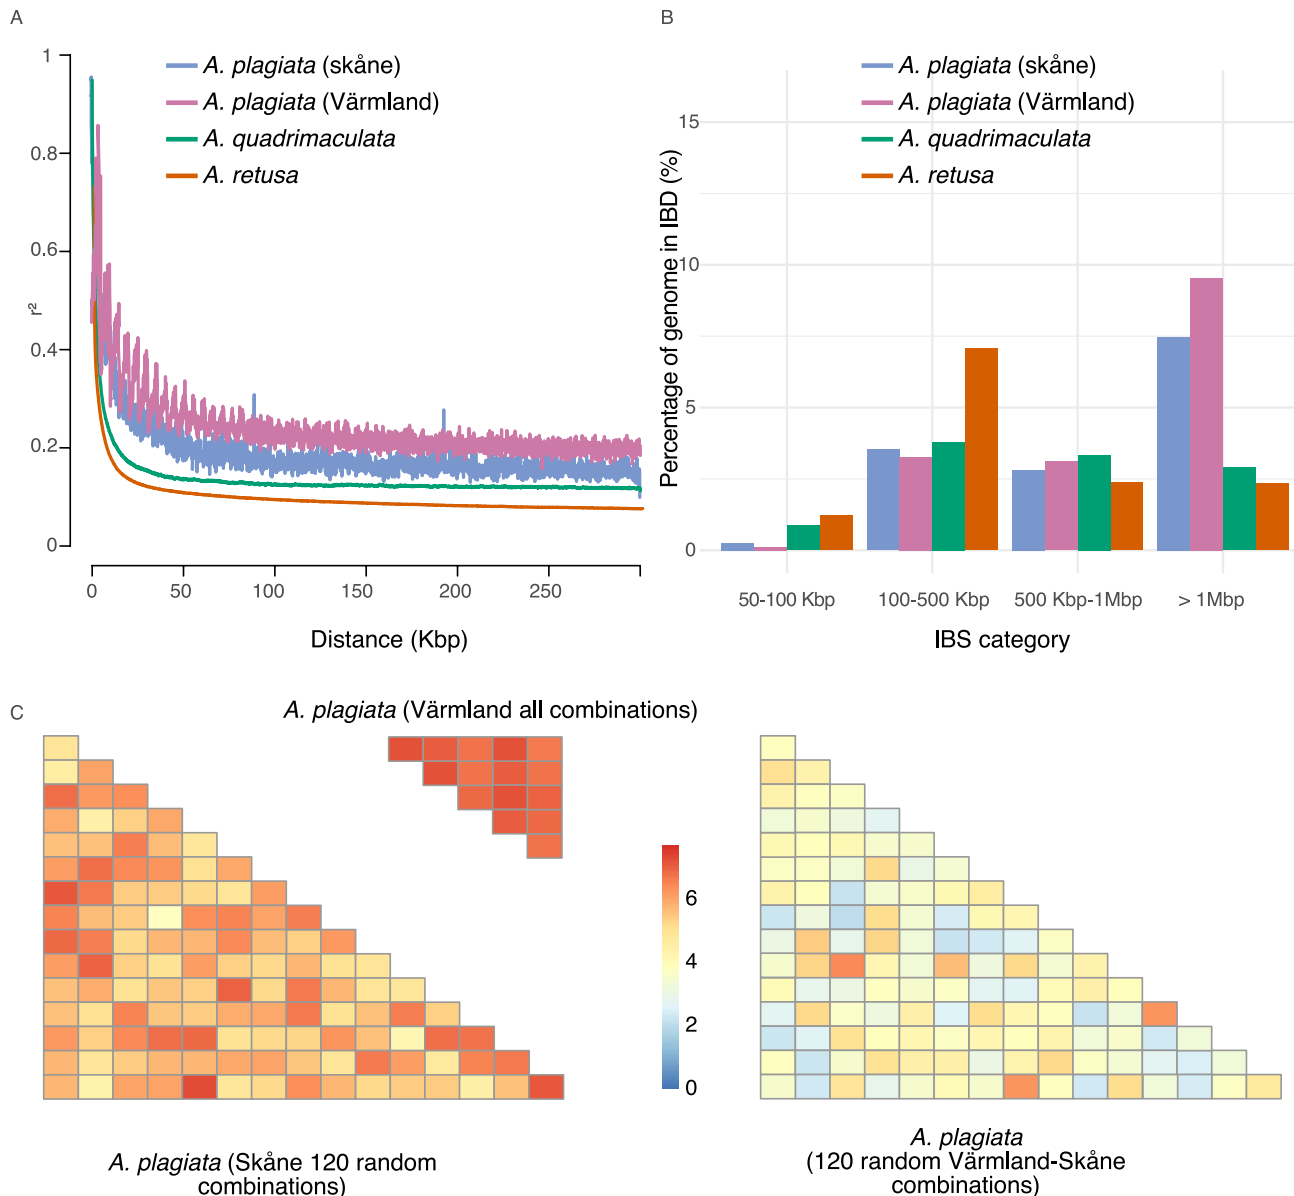 A
A. plagiata (skåne)
A. plagiata (Värmland)
A. quadrimaculata
A. retusa
1
0.8
0.6
0.4
0.2
0
r²
0
50
100
150
200
250
Distance (Kbp)
B
A. plagiata (skåne)
A. plagiata (Värmland)
A. quadrimaculata
A. retusa
15
10
5
0
Percentage of genome in IBD (%)
50-100 Kbp
100-500 Kbp
500 Kbp-1Mbp
> 1Mbp
IBS category
C
A. plagiata (Värmland all combinations)
6
4
2
0
A. plagiata (Skåne 120 random
combinations)
A. plagiata
(120 random Värmland-Skåne
combinations)